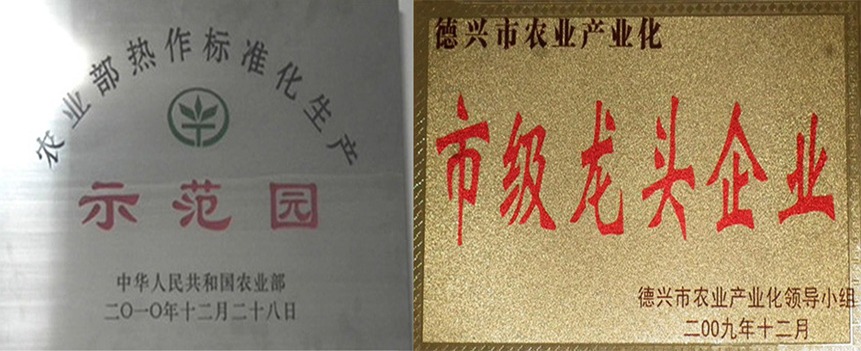 农业部热作标准化生产
示范园
中华人民共和国农业部
二〇一〇年十二月二十八日
德兴市农业产业化
市级龙头企业
德兴市农业产业化领导小组
二00九年十二月